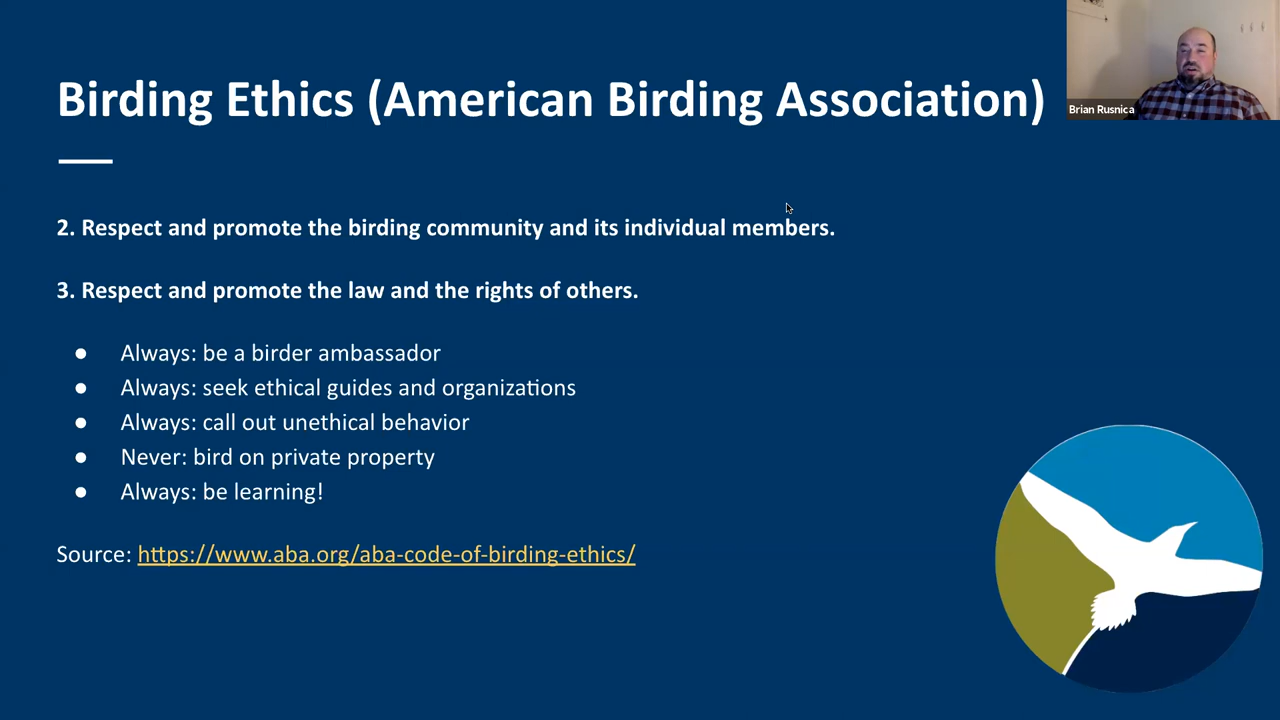 Birding Ethics (American Birding Association)
Brian Rusnica
2. Respect and promote the birding community and its individual members.
3. Respect and promote the law and the rights of others.
● Always: be a birder ambassador
● Always: seek ethical guides and organizations
● Always: call out unethical behavior
● Never: bird on private property
● Always: be learning!
Source: https://www.aba.org/aba-code-of-birding-ethics/